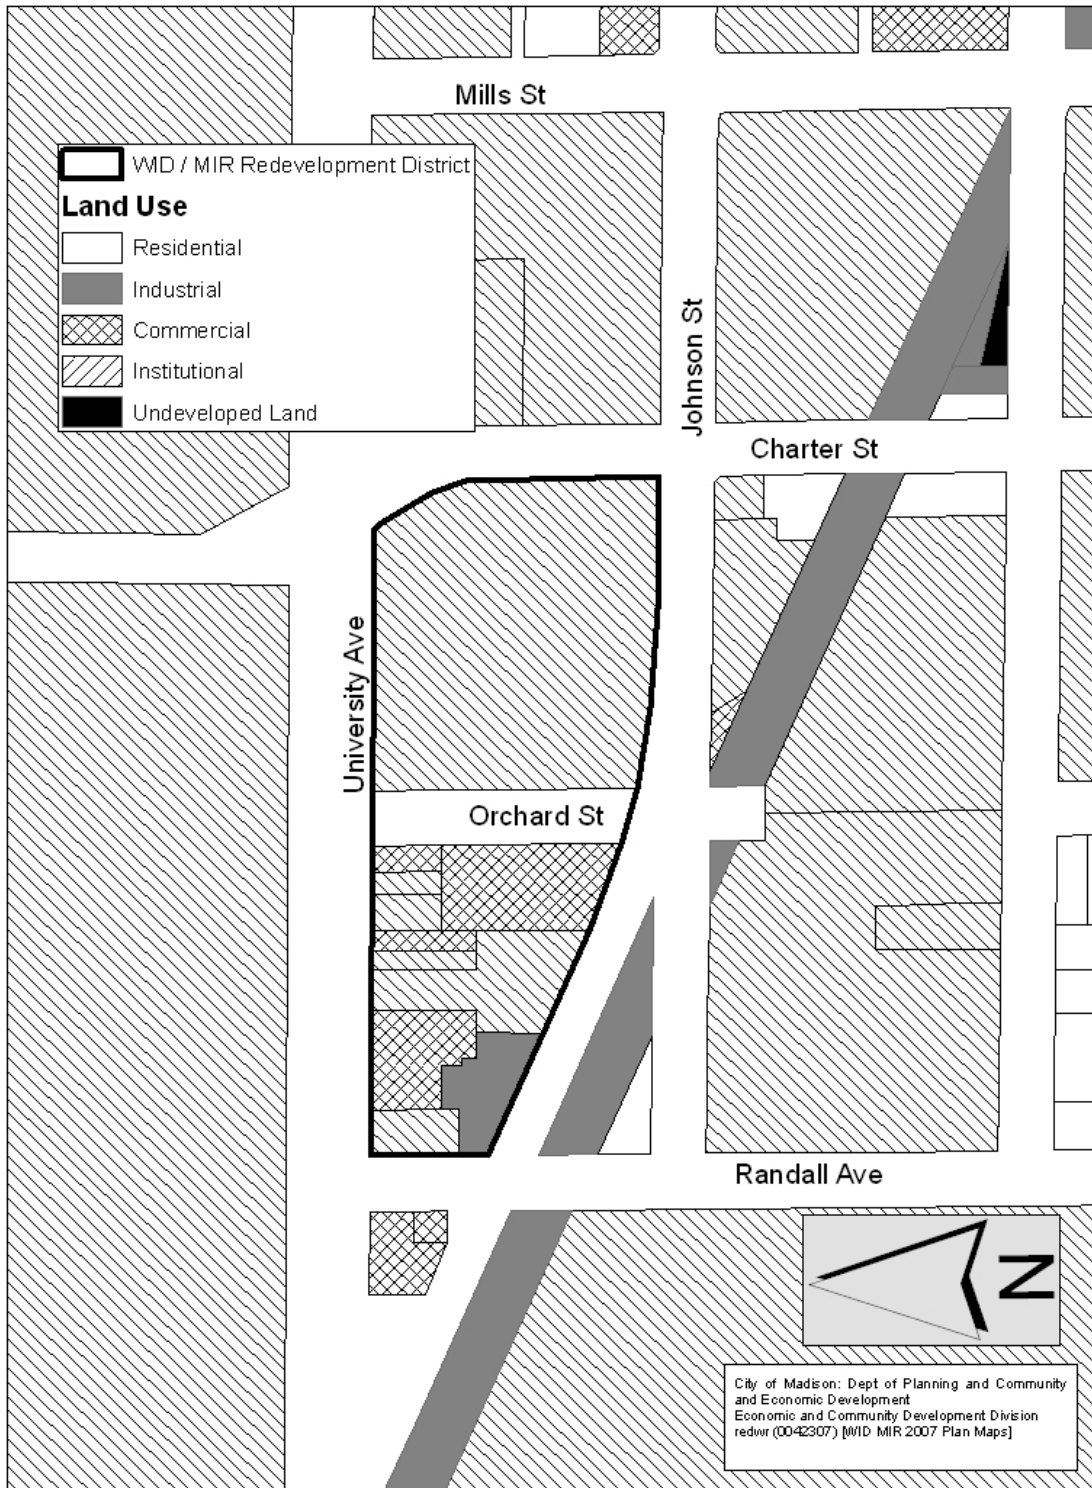 Mills St
WID / MIR Redevelopment District
Land Use
Residential
Industrial
Commercial
Institutional
Undeveloped Land
Johnson St
Charter St
University Ave
Orchard St
Randall Ave
N
City of Madison: Dept of Planning and Community
and Economic Development
Economic and Community Development Division
redwr (0042307) [WID MIR 2007 Plan Maps]